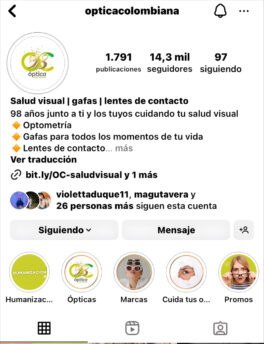 opticacolombiana
óptica
1.791 14,3 mil 97
publicaciones seguidores siguiendo
Salud visual | gafas | lentes de contacto
98 años junto a ti y los tuyos cuidando tu salud visual
🔸Optometría
🔸Gafas para todos los momentos de tu vida
🔸Lentes de contacto... más
Ver traducción
bit.ly/OC-saludvisual y 1 más
violettaduque11, magutavera y
26 personas más siguen esta cuenta
Siguiendo Mensaje
HUMANIZACIÓN
óptica
Humanizac... Ópticas Marcas Cuida tus o... Promos